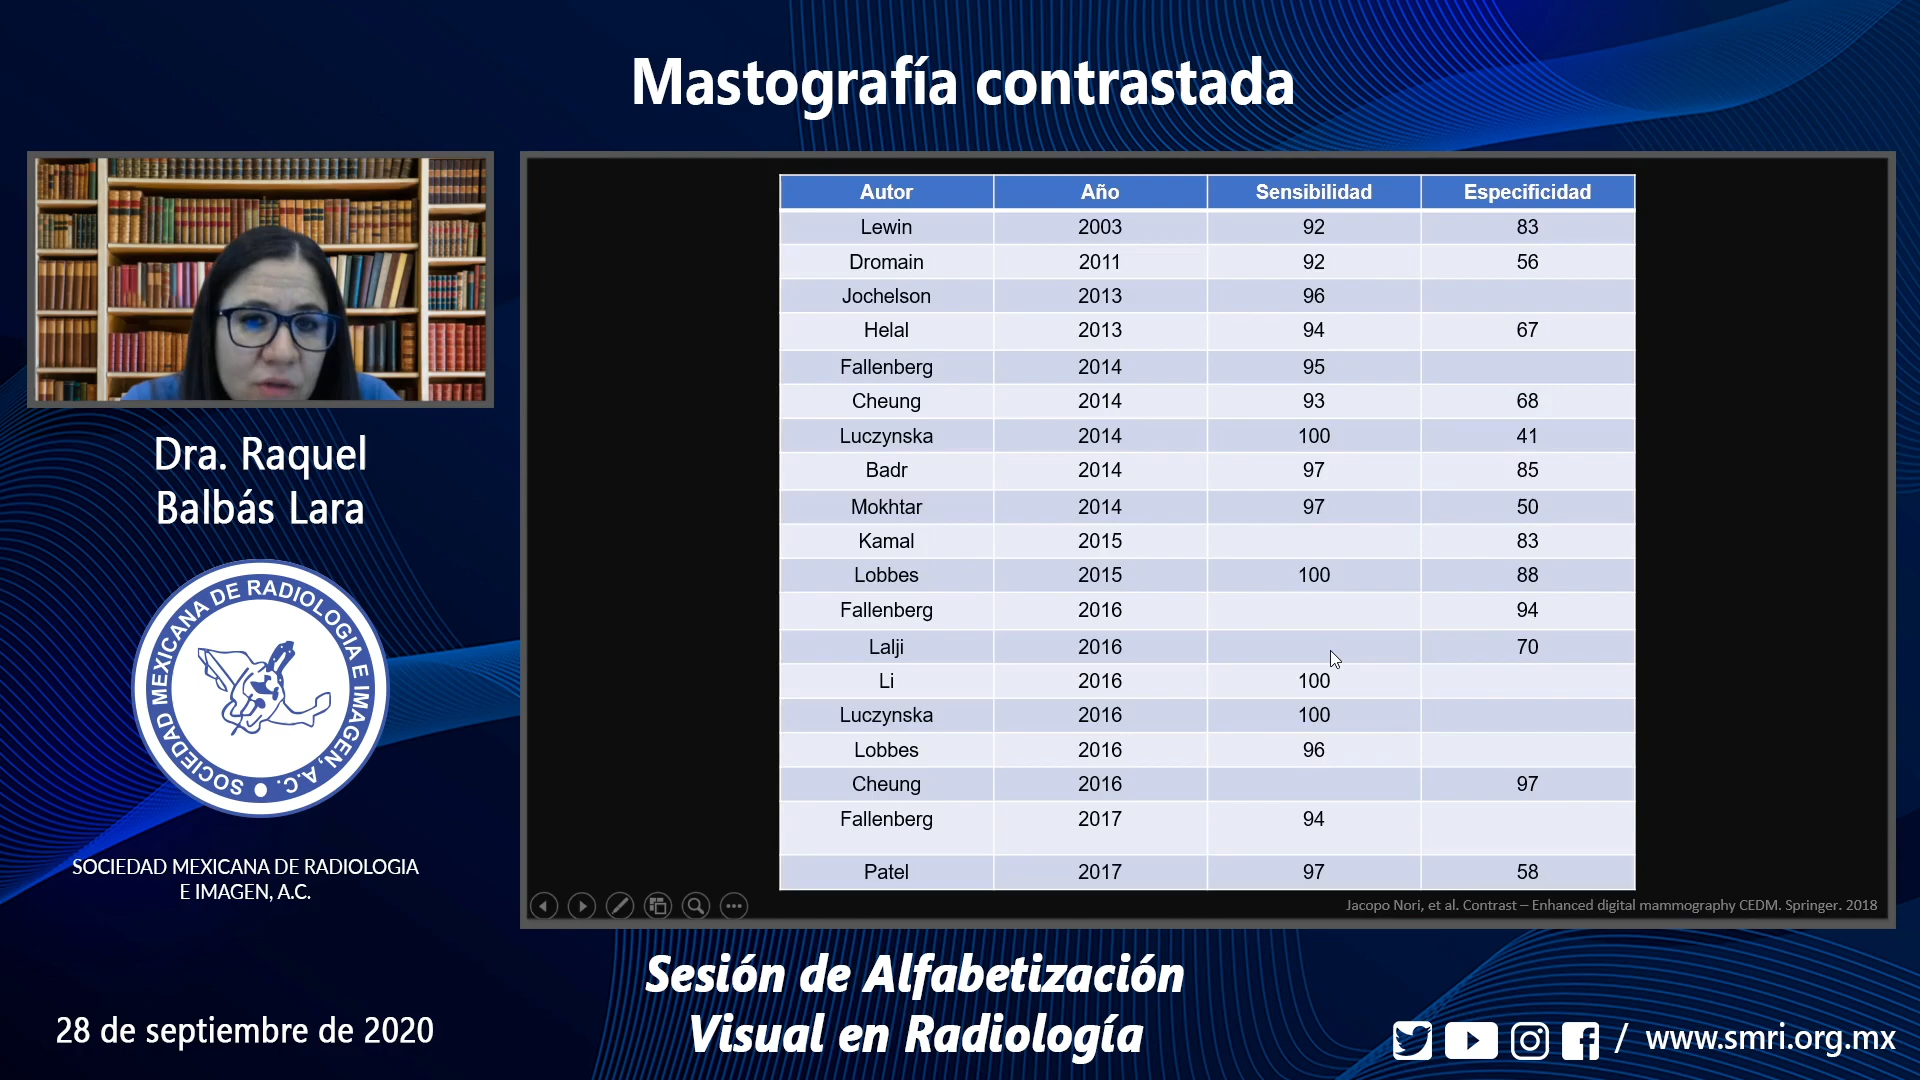 Mastografía contrastada
Dra. Raquel
Balbás Lara
SOCIEDAD MEXICANA DE RADIOLOGIA E IMAGEN, A.C.
SOCIEDAD MEXICANA DE RADIOLOGIA
E IMAGEN, A.C.
28 de septiembre de 2020
Autor Año Sensibilidad Especificidad
Lewin 2003 92 83
Dromain 2011 92 56
Jochelson 2013 96
Helal 2013 94 67
Fallenberg 2014 95
Cheung 2014 93 68
Luczynska 2014 100 41
Badr 2014 97 85
Mokhtar 2014 97 50
Kamal 2015 83
Lobbes 2015 100 88
Fallenberg 2016 94
Lalji 2016 70
Li 2016 100
Luczynska 2016 100
Lobbes 2016 96
Cheung 2016 97
Fallenberg 2017 94
Patel 2017 97 58
Jacopo Nori, et al. Contrast – Enhanced digital mammography CEDM. Springer. 2018
Sesión de Alfabetización
Visual en Radiología
/ www.smri.org.mx